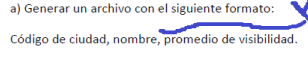 a) Generar un archivo con el siguiente formato:
Código de ciudad, nombre, promedio de visibilidad.